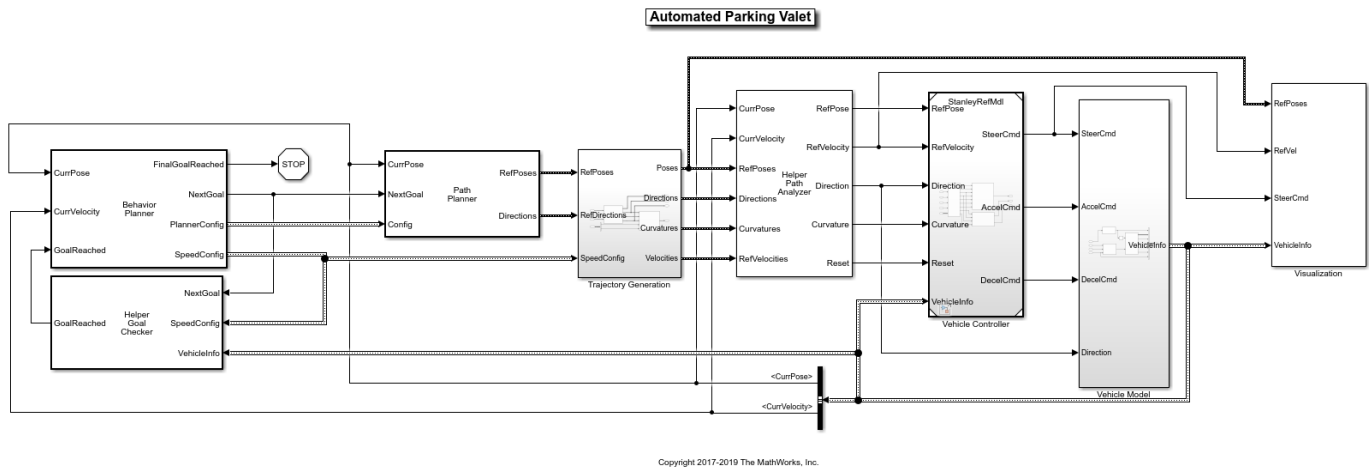 Automated Parking Valet
CurrPose
CurrVelocity
GoalReached
Behavior
Planner
FinalGoalReached
NextGoal
PlannerConfig
SpeedConfig
STOP
GoalReached
Helper
Goal
Checker
NextGoal
SpeedConfig
VehicleInfo
CurrPose
NextGoal
Config
Path
Planner
RefPoses
Directions
RefPoses
RefDirections
SpeedConfig
Poses
Directions
Curvatures
Velocities
Trajectory Generation
CurrPose
CurrVelocity
RefPoses
Directions
Curvatures
RefVelocities
Helper
Path
Analyzer
RefPose
RefVelocity
Direction
Curvature
Reset
StanleyRefMdl
RefPose
RefVelocity
Direction
Curvature
Reset
VehicleInfo
SteerCmd
AccelCmd
DecelCmd
Vehicle Controller
SteerCmd
AccelCmd
DecelCmd
Direction
VehicleInfo
Vehicle Model
RefPoses
RefVel
SteerCmd
VehicleInfo
Visualization
<CurrPose>
<CurrVelocity>
Copyright 2017-2019 The MathWorks, Inc.